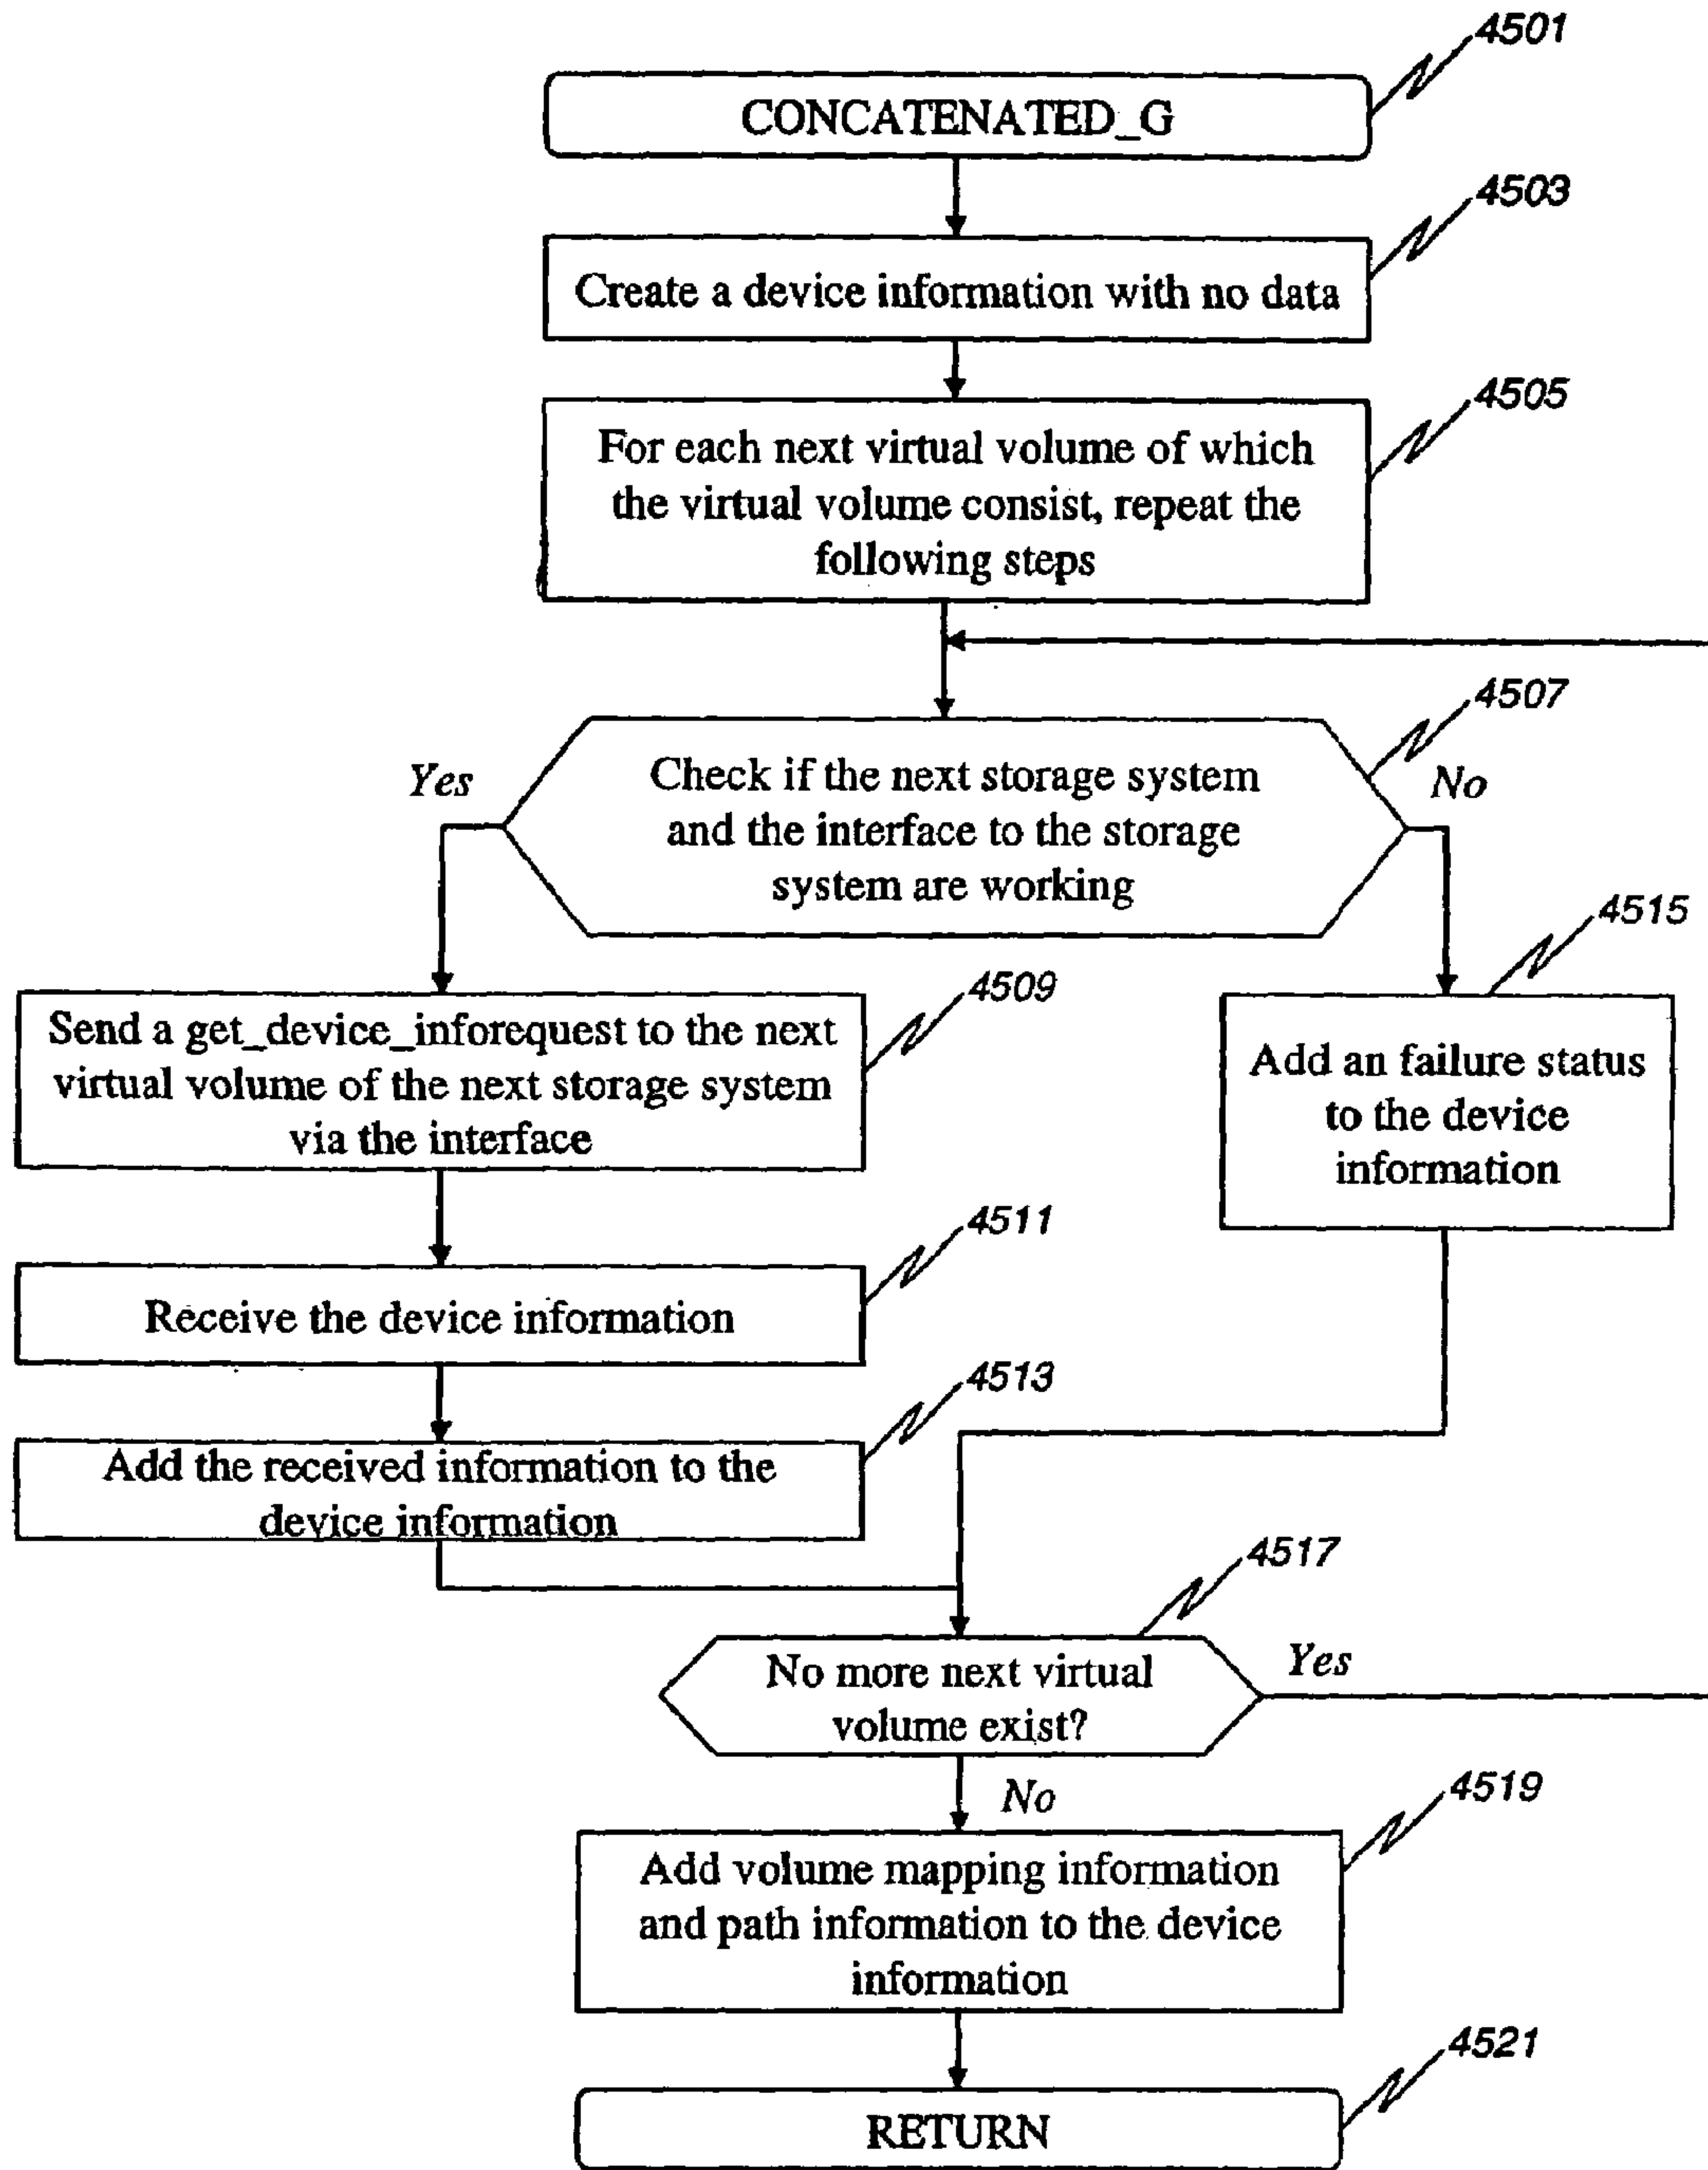 4501
CONCATENATED_G
4503
Create a device information with no data
4505
For each next virtual volume of which
the virtual volume consist, repeat the
following steps
4507
Yes
Check if the next storage system
and the interface to the storage
system are working
No
4515
4509
Send a get_device_inforequest to the next
virtual volume of the next storage system
via the interface
Add an failure status
to the device
information
4511
Receive the device information
4513
Add the received information to the
device information
4517
No more next virtual
volume exist?
Yes
No
4519
Add volume mapping information
and path information to the device
information
4521
RETURN